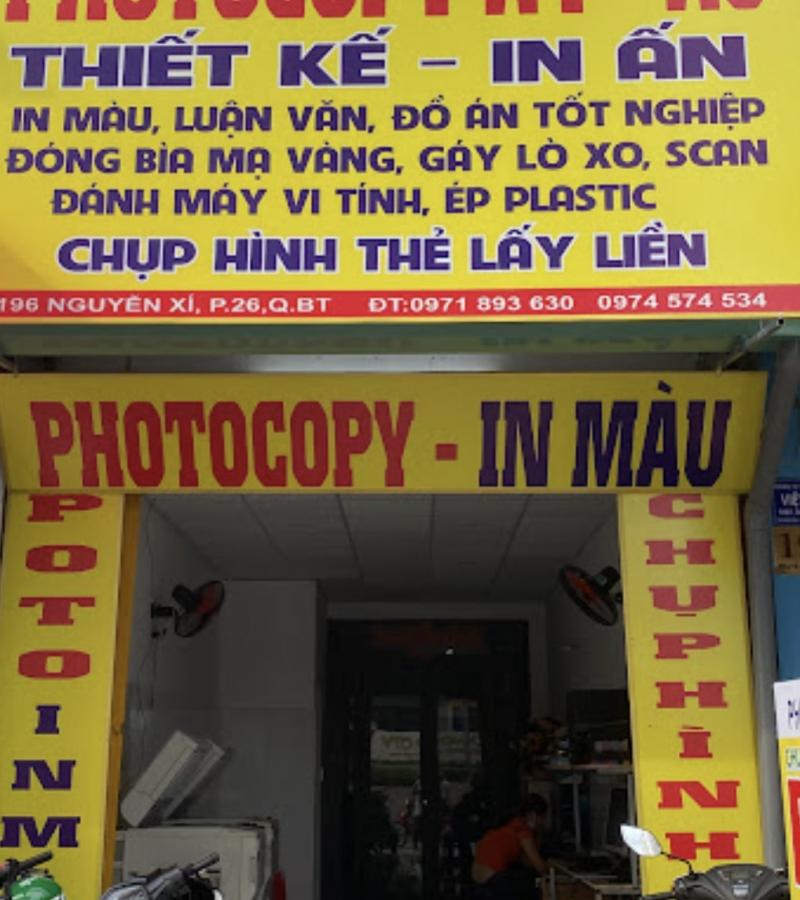 THIẾT KẾ - IN ẤN
IN MÀU, LUẬN VĂN, ĐỒ ÁN TỐT NGHIỆP
ĐÓNG BÌA MẠ VÀNG, GÁY LÒ XO, SCAN
ĐÁNH MÁY VI TÍNH, ÉP PLASTIC
CHỤP HÌNH THẺ LẤY LIỀN
196 NGUYỄN XÍ, P.26,Q.BT ĐT:0971 893 630 0974 574 534
PHOTOCOPY - IN MÀU
POTO IN M
CHỤP HÌNH